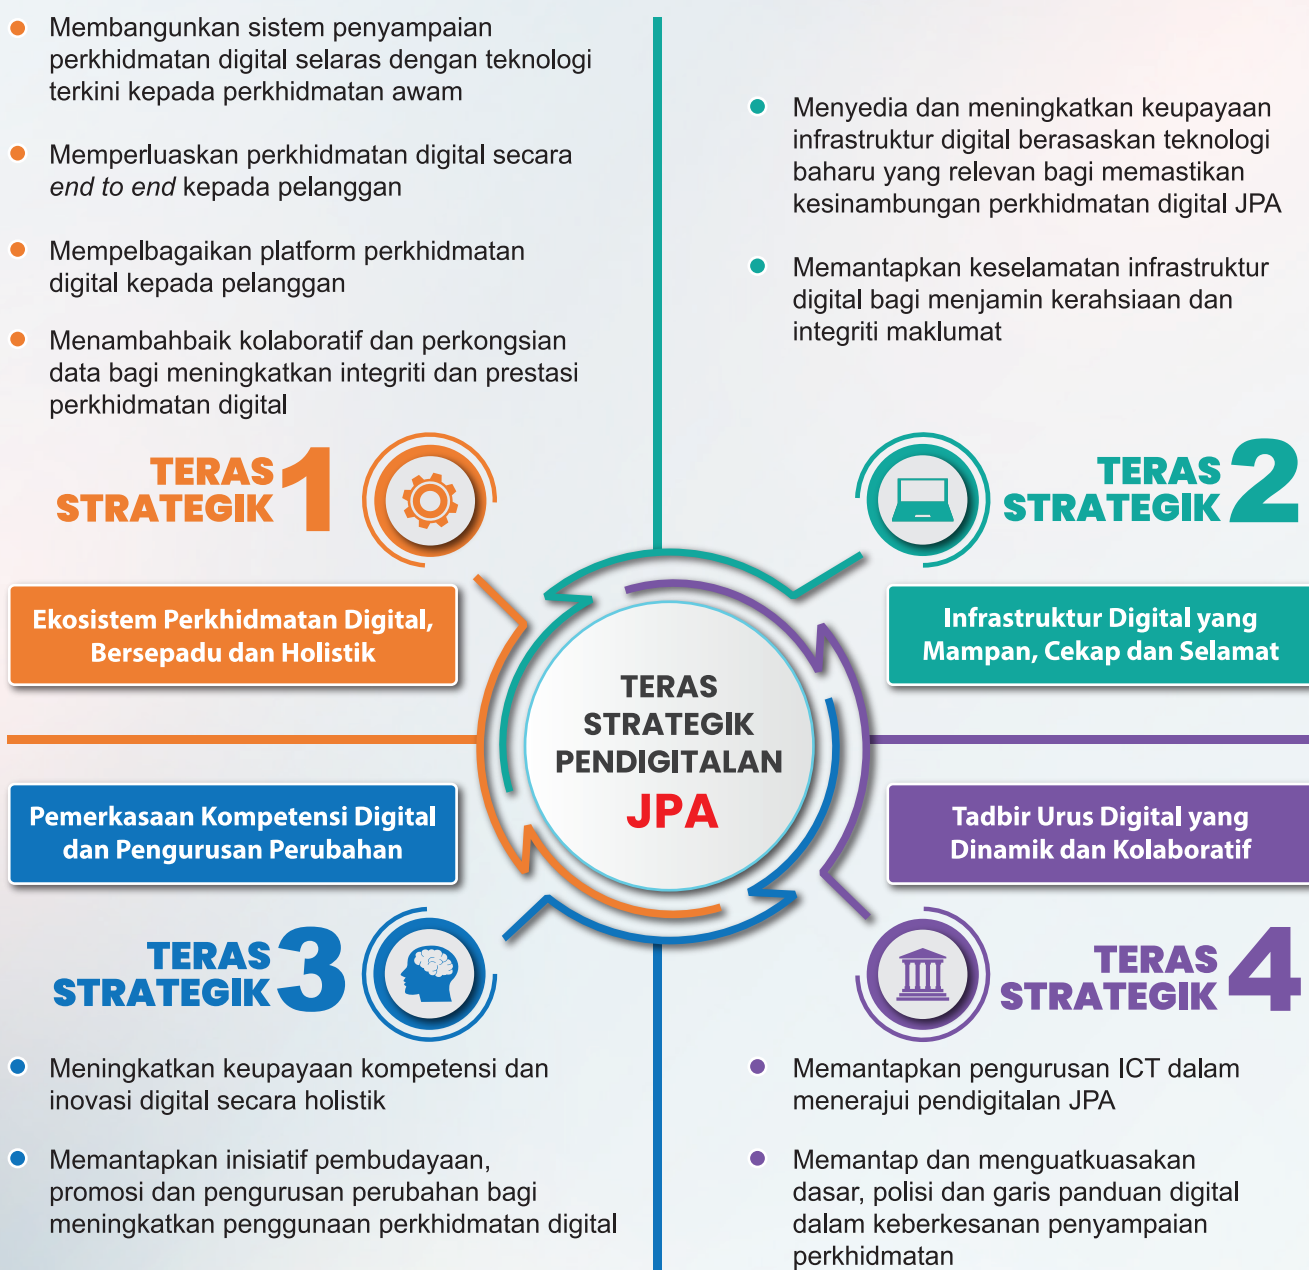 Membangunkan sistem penyampaian
perkhidmatan digital selaras dengan teknologi
terkini kepada perkhidmatan awam
Memperluaskan perkhidmatan digital secara
end to end kepada pelanggan
Mempelbagaikan platform perkhidmatan
digital kepada pelanggan
Menambahbaik kolaboratif dan perkongsian
data bagi meningkatkan integriti dan prestasi
perkhidmatan digital
TERAS
STRATEGIK 1
Ekosistem Perkhidmatan Digital,
Bersepadu dan Holistik
Menyedia dan meningkatkan keupayaan
infrastruktur digital berasaskan teknologi
baharu yang relevan bagi memastikan
kesinambungan perkhidmatan digital JPA
Memantapkan keselamatan infrastruktur
digital bagi menjamin kerahsiaan dan
integriti maklumat
TERAS
STRATEGIK 2
Infrastruktur Digital yang
Mampan, Cekap dan Selamat
TERAS
STRATEGIK
PENDIGITALAN
JPA
Pemerkasaan Kompetensi Digital
dan Pengurusan Perubahan
TERAS
STRATEGIK 3
Meningkatkan keupayaan kompetensi dan
inovasi digital secara holistik
Memantapkan inisiatif pembudayaan,
promosi dan pengurusan perubahan bagi
meningkatkan penggunaan perkhidmatan digital
Tadbir Urus Digital yang
Dinamik dan Kolaboratif
TERAS
STRATEGIK 4
Memantapkan pengurusan ICT dalam
menerajui pendigitalan JPA
Memantap dan menguatkuasakan
dasar, polisi dan garis panduan digital
dalam keberkesanan penyampaian
perkhidmatan